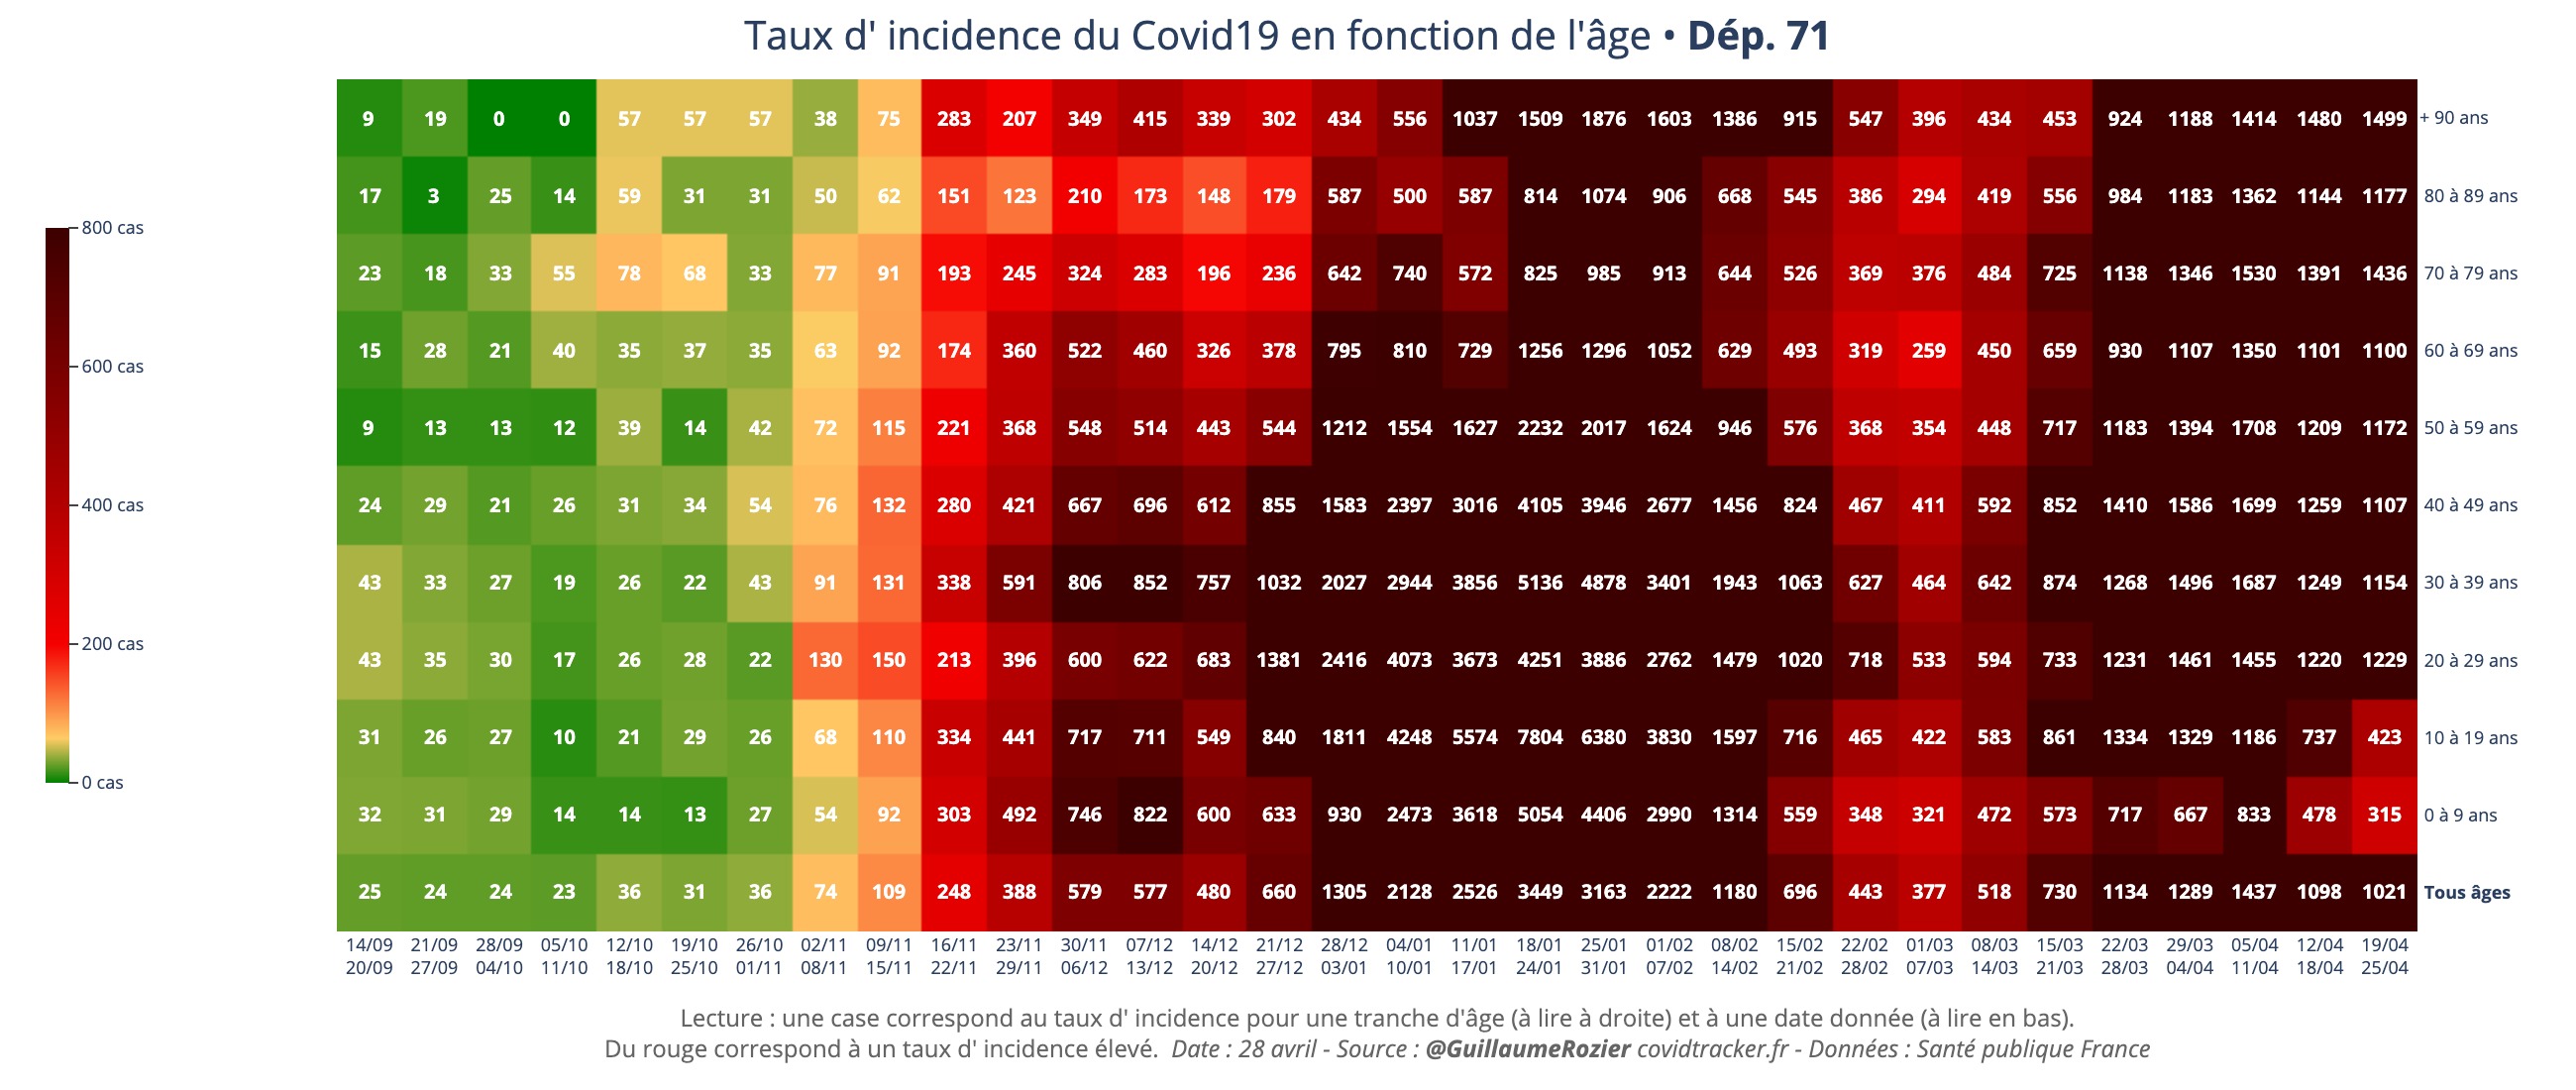 Taux d' incidence du Covid19 en fonction de l'âge • Dép. 71
9 19 0 0 57 57 57 38 75 283 207 349 415 339 302 434 556 1037 1509 1876 1603 1386 915 547 396 434 453 924 1188 1414 1480 1499 + 90 ans
17 3 25 14 59 31 31 50 62 151 123 210 173 148 179 587 500 587 814 1074 906 668 545 386 294 419 556 984 1183 1362 1144 1177 80 à 89 ans
800 cas
23 18 33 55 78 68 33 77 91 193 245 324 283 196 236 642 740 572 825 985 913 644 526 369 376 484 725 1138 1346 1530 1391 1436 70 à 79 ans
15 28 21 40 35 37 35 63 92 174 360 522 460 326 378 795 810 729 1256 1296 1052 629 493 319 259 450 659 930 1107 1350 1101 1100 60 à 69 ans
600 cas
9 13 13 12 39 14 42 72 115 221 368 548 514 443 544 1212 1554 1627 2232 2017 1624 946 576 368 354 448 717 1183 1394 1708 1209 1172 50 à 59 ans
400 cas
24 29 21 26 31 34 54 76 132 280 421 667 696 612 855 1583 2397 3016 4105 3946 2677 1456 824 467 411 592 852 1410 1586 1699 1259 1107 40 à 49 ans
43 33 27 19 26 22 43 91 131 338 591 806 852 757 1032 2027 2944 3856 5136 4878 3401 1943 1063 627 464 642 874 1268 1496 1687 1249 1154 30 à 39 ans
200 cas
43 35 30 17 26 28 22 130 150 213 396 600 622 683 1381 2416 4073 3673 4251 3886 2762 1479 1020 718 533 594 733 1231 1461 1455 1220 1229 20 à 29 ans
31 26 27 10 21 29 26 68 110 334 441 717 711 549 840 1811 4248 5574 7804 6380 3830 1597 716 465 422 583 861 1334 1329 1186 737 423 10 à 19 ans
0 cas
32 31 29 14 14 13 27 54 92 303 492 746 822 600 633 930 2473 3618 5054 4406 2990 1314 559 348 321 472 573 717 667 833 478 315 0 à 9 ans
25 24 24 23 36 31 36 74 109 248 388 579 577 480 660 1305 2128 2526 3449 3163 2222 1180 696 443 377 518 730 1134 1289 1437 1098 1021 Tous âges
14/09 21/09 28/09 05/10 12/10 19/10 26/10 02/11 09/11 16/11 23/11 30/11 07/12 14/12 21/12 28/12 04/01 11/01 18/01 25/01 01/02 08/02 15/02 22/02 01/03 08/03 15/03 22/03 29/03 05/04 12/04 19/04
20/09 27/09 04/10 11/10 18/10 25/10 01/11 08/11 15/11 22/11 29/11 06/12 13/12 20/12 27/12 03/01 10/01 17/01 24/01 31/01 07/02 14/02 21/02 28/02 07/03 14/03 21/03 28/03 04/04 11/04 18/04 25/04
Lecture : une case correspond au taux d' incidence pour une tranche d'âge (à lire à droite) et à une date donnée (à lire en bas).
Du rouge correspond à un taux d' incidence élevé. Date : 28 avril - Source : @GuillaumeRozier covidtracker.fr - Données : Santé publique France